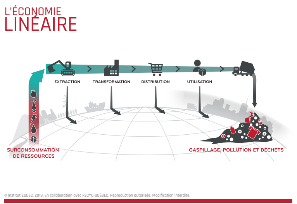 L'ÉCONOMIE
LINÉAIRE
EXTRACTION
TRANSFORMATION
DISTRIBUTION
UTILISATION
SURCONSOMMATION
DE RESSOURCES
GASPILLAGE, POLLUTION ET DÉCHETS